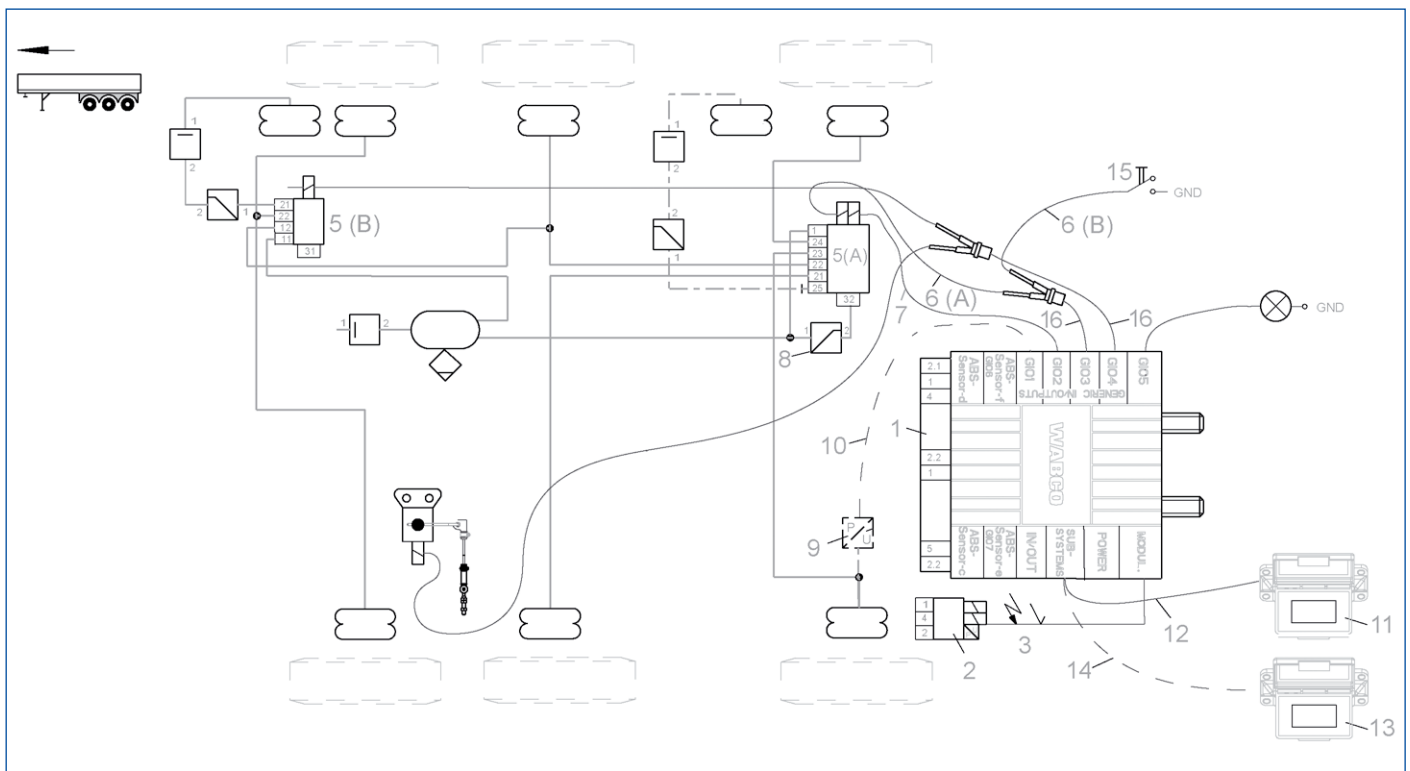 1
2
2
1
21
22
12
11
31
5 (B)
1
2
2
1
1
24
23
22
21
25
32
5(A)
1
2
1
2
8
7
6 (A)
6 (B)
15
GND
16
16
GND
10
9
P
U
1
2.1
1
4
2.2
1
5
2.2
ABS-Sensor-d
ABS-Sensor-f
GIO6
GIO1
GIO2
GIO3
GIO4
GIO5
GENERIC IN/OUTPUTS
WABCO
ABS-Sensor-c
ABS-Sensor-e
GIO7
IN/OUT
SUB-SYSTEMS
POWER
MODUL.
1
4
2
2
3
12
11
14
13